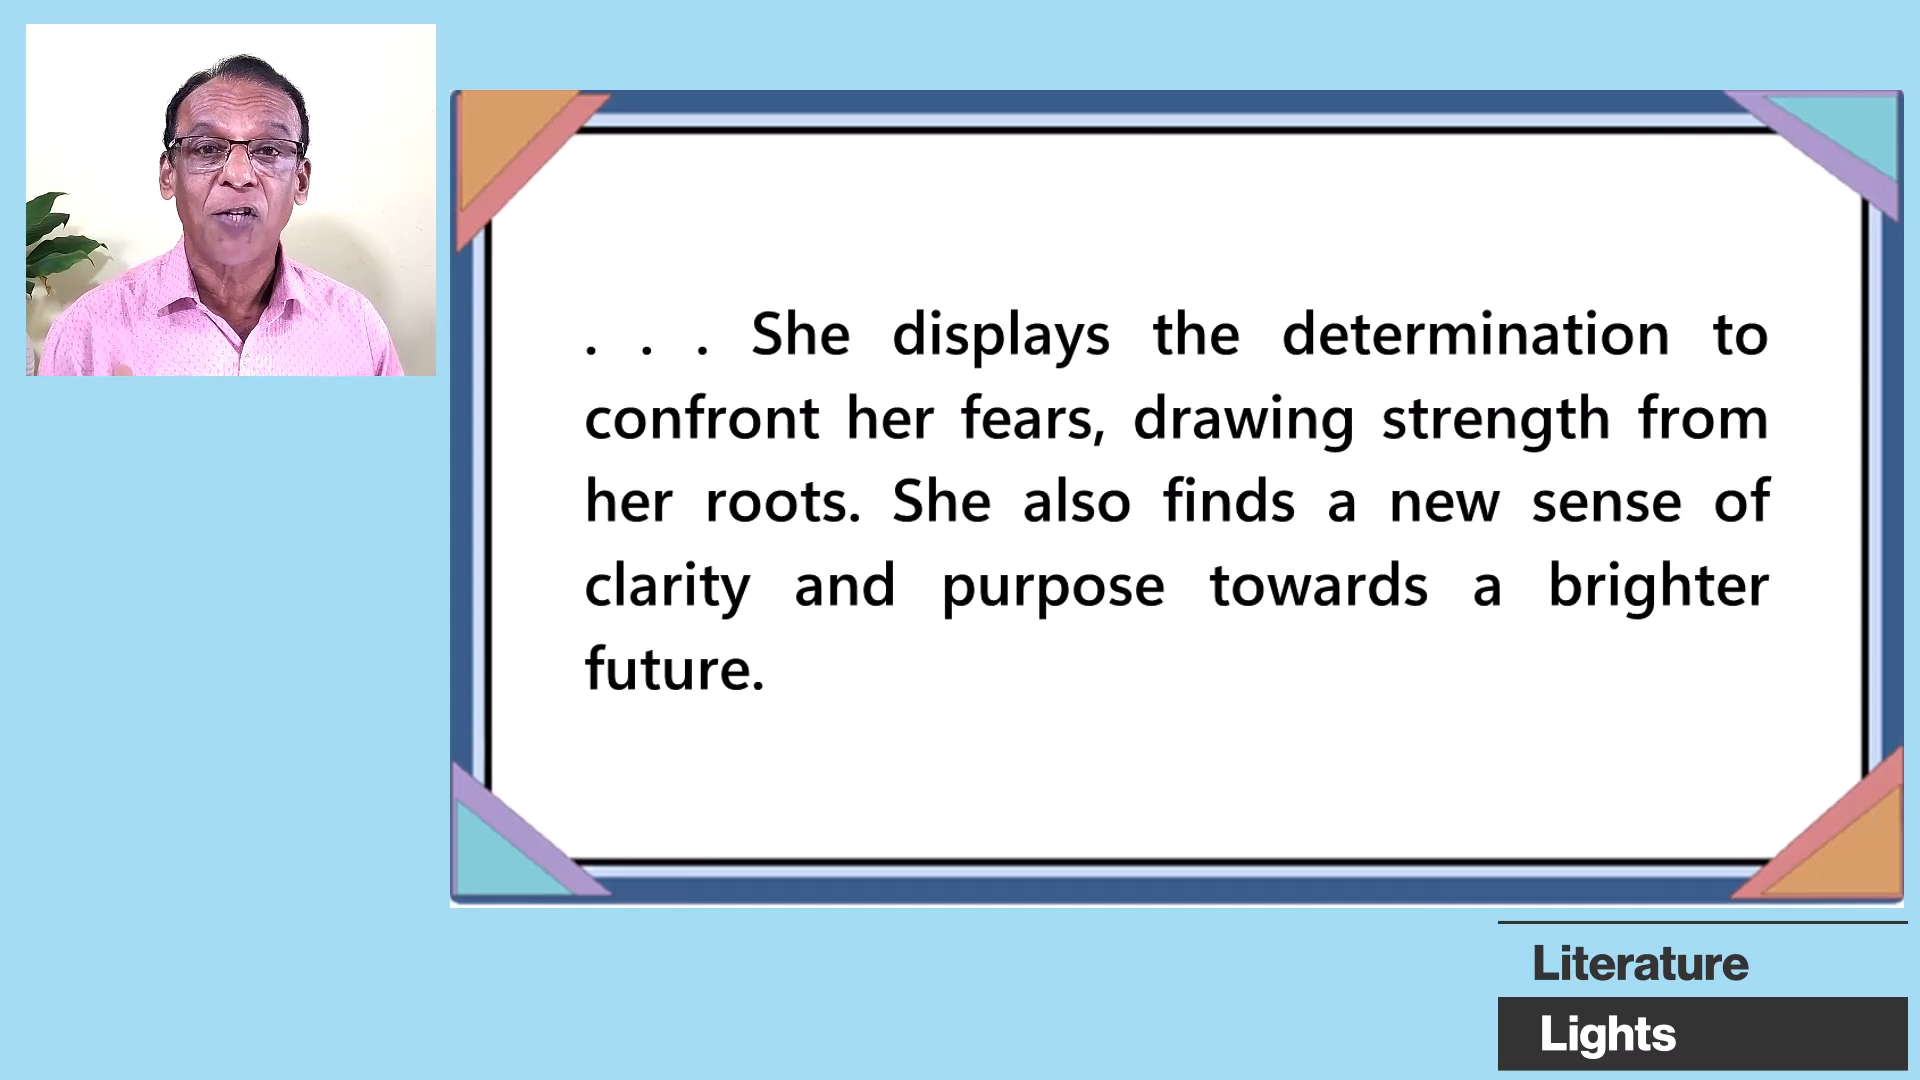 . . . She displays the determination to
confront her fears, drawing strength from
her roots. She also finds a new sense of
clarity and purpose towards a brighter
future.
Literature
Lights